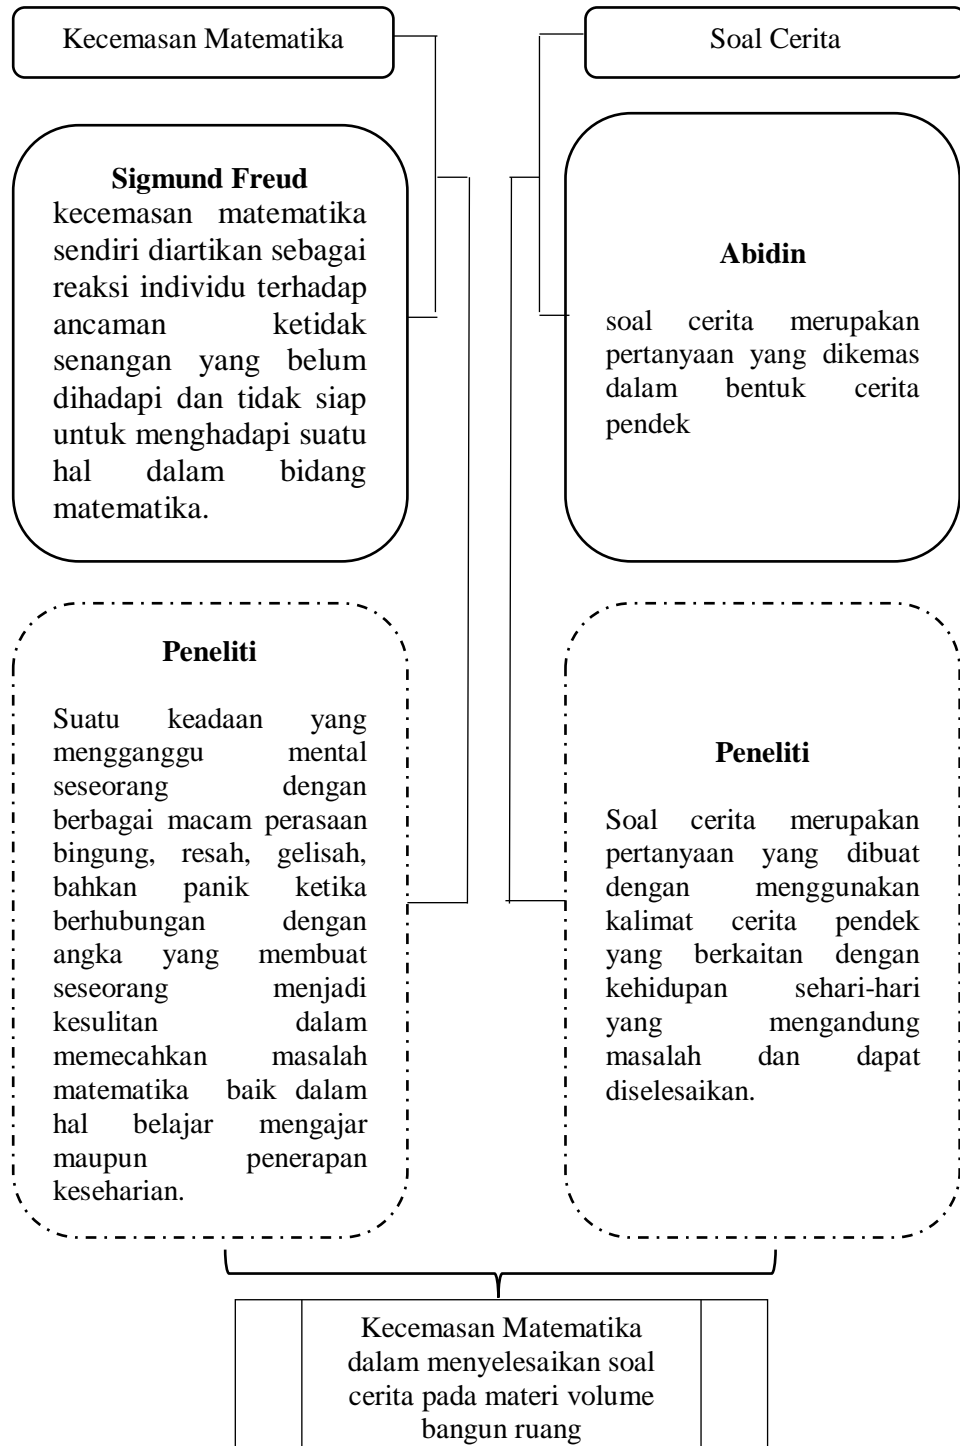 Kecemasan Matematika
Soal Cerita
Sigmund Freud
kecemasan matematika
sendiri diartikan sebagai
reaksi individu terhadap
ancaman ketidak
senangan yang belum
dihadapi dan tidak siap
untuk menghadapi suatu
hal dalam bidang
matematika.
Abidin
soal cerita merupakan
pertanyaan yang dikemas
dalam bentuk cerita
pendek
Peneliti
Suatu keadaan yang
mengganggu mental
seseorang dengan
berbagai macam perasaan
bingung, resah, gelisah,
bahkan panik ketika
berhubungan dengan
angka yang membuat
seseorang menjadi
kesulitan dalam
memecahkan masalah
matematika baik dalam
hal belajar mengajar
maupun penerapan
keseharian.
Peneliti
Soal cerita merupakan
pertanyaan yang dibuat
dengan menggunakan
kalimat cerita pendek
yang berkaitan dengan
kehidupan sehari-hari
yang mengandung
masalah dan dapat
diselesaikan.
Kecemasan Matematika
dalam menyelesaikan soal
cerita pada materi volume
bangun ruang